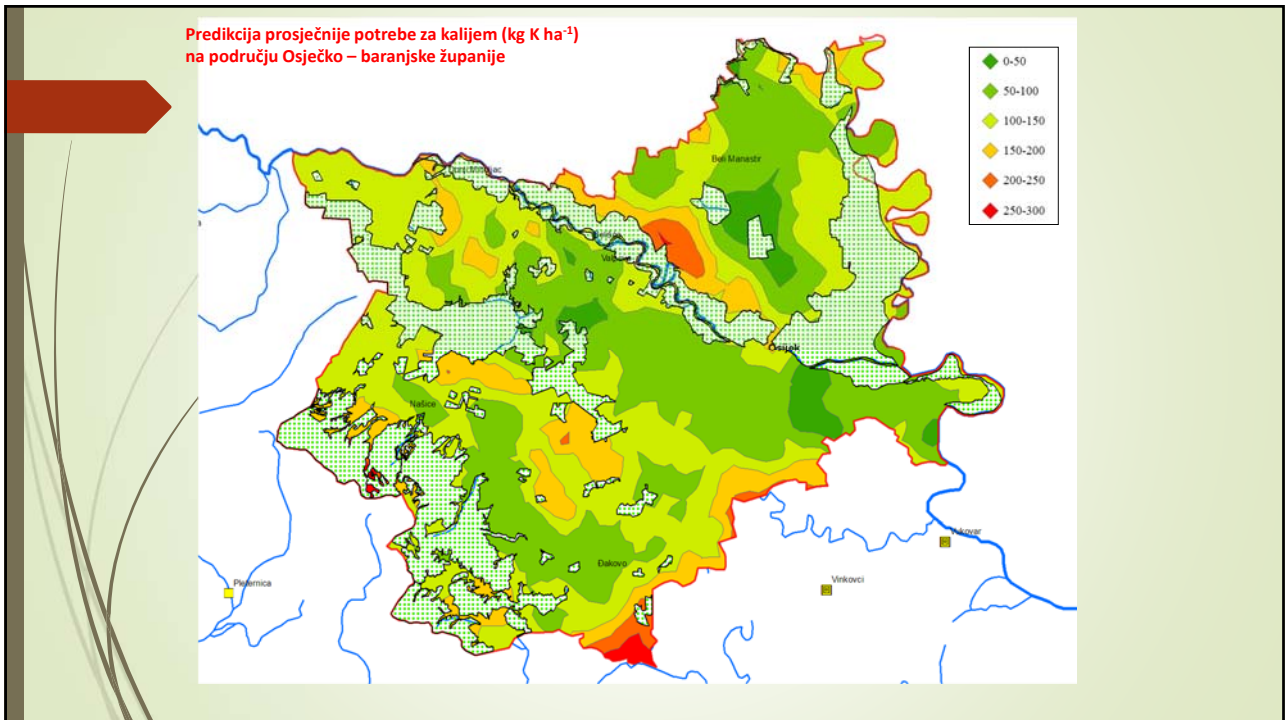 Predikcija prosječnije potrebe za kalijem (kg K ha⁻¹)
na području Osječko – baranjske županije
0-50
50-100
100-150
150-200
200-250
250-300
Beli Manastir
Osijek
Našice
Đakovo
Vukovar
Vinkovci
Pleternica